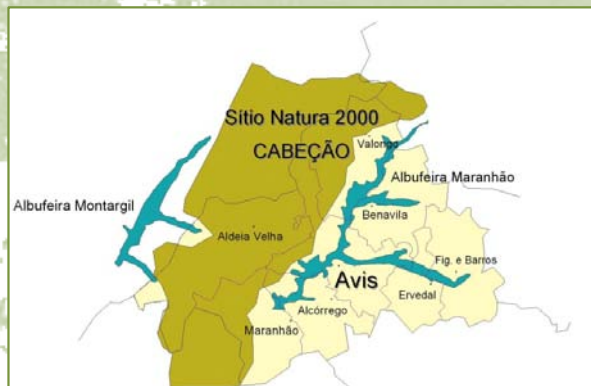 Sítio Natura 2000
CABEÇÃO
Valongo
Albufeira Maranhão
Albufeira Montargil
Benavila
Aldeia Velha
Fig. e Barros
Avis
Ervedal
Alcórrego
Maranhão